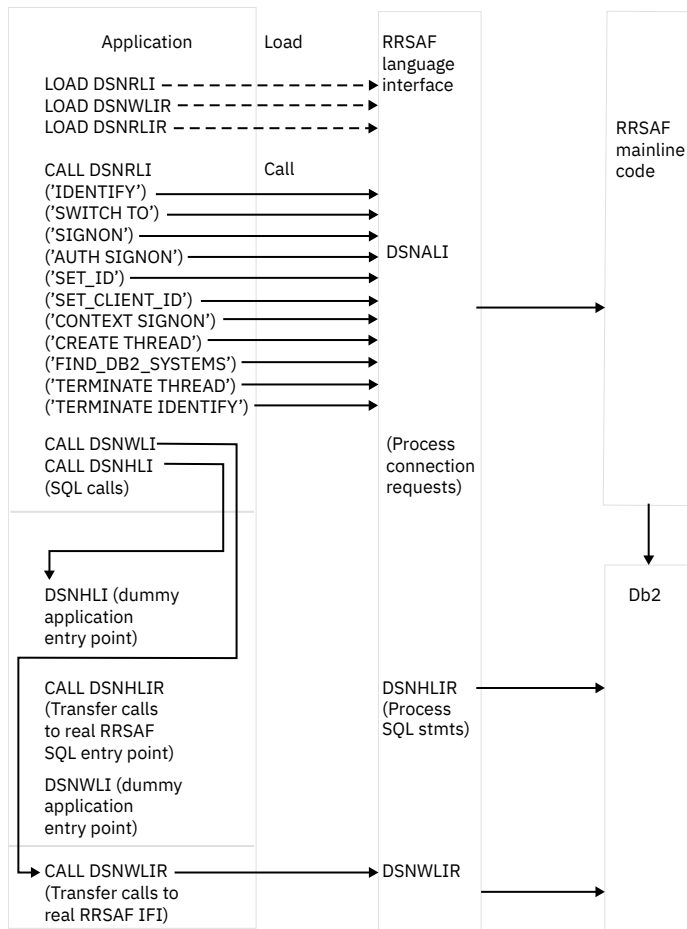 Application
Load
RRSAF
language
interface
LOAD DSNRLI
LOAD DSNWLIR
LOAD DSNRLIR
RRSAF
mainline
code
CALL DSNRLI
Call
('IDENTIFY')
('SWITCH TO')
('SIGNON')
('AUTH SIGNON')
('SET_ID')
('SET_CLIENT_ID')
('CONTEXT SIGNON')
('CREATE THREAD')
('FIND_DB2_SYSTEMS')
('TERMINATE THREAD')
('TERMINATE IDENTIFY')
DSNALI
CALL DSNWLI
CALL DSNHLI
(SQL calls)
(Process
connection
requests)
DSNHLI (dummy
application
entry point)
Db2
CALL DSNHLIR
(Transfer calls
to real RRSAF
SQL entry point)
DSNHLIR
(Process
SQL stmts)
DSNWLI (dummy
application
entry point)
CALL DSNWLIR
(Transfer calls to
real RRSAF IFI)
DSNWLIR